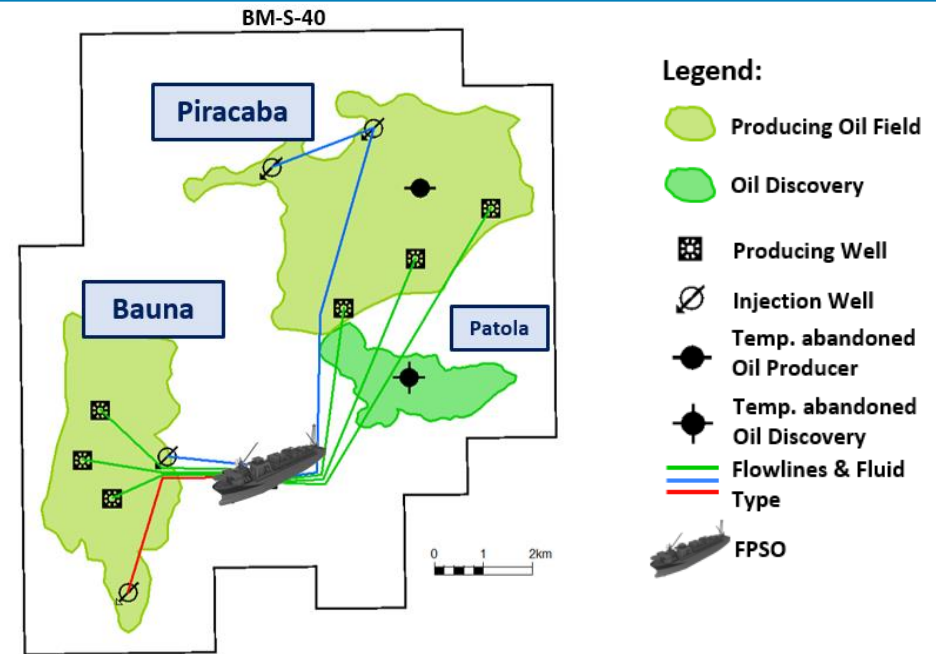 BM-S-40
Piracaba
Bauna
Patola
0 1 2km
Legend:
Producing Oil Field
Oil Discovery
Producing Well
Injection Well
Temp. abandoned
Oil Producer
Temp. abandoned
Oil Discovery
Flowlines & Fluid
Type
FPSO